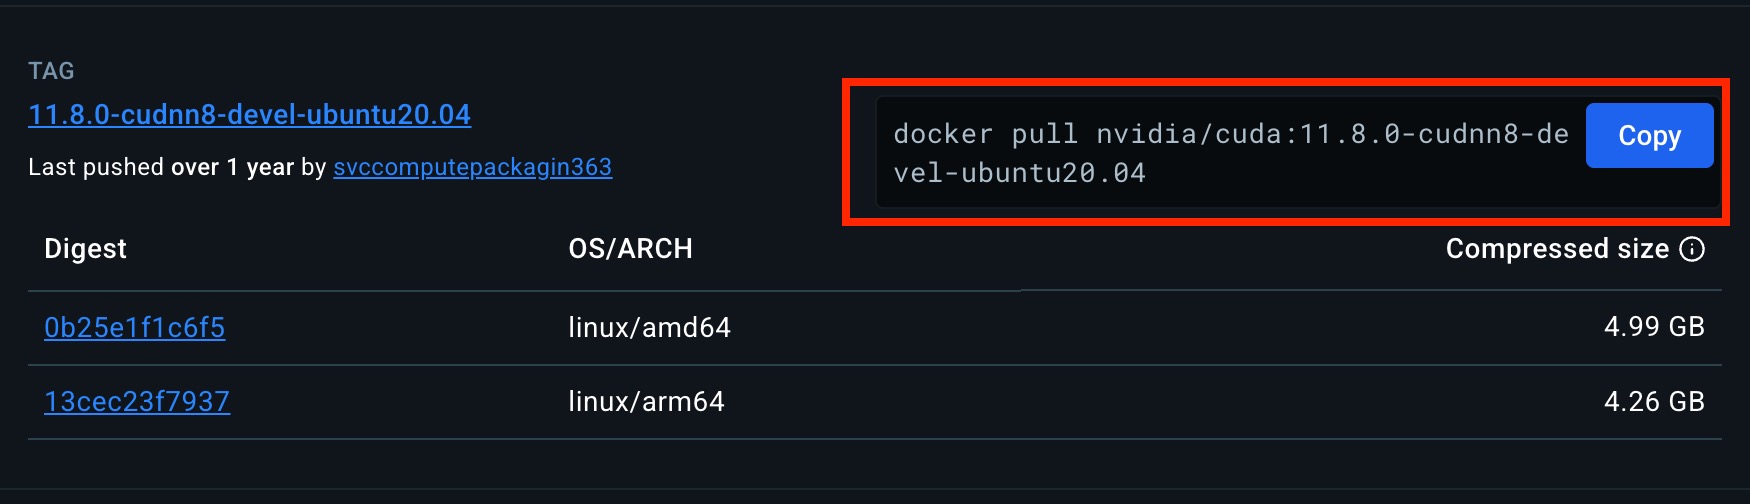 TAG
11.8.0-cudnn8-devel-ubuntu20.04
Last pushed over 1 year by svccomputepackagin363
docker pull nvidia/cuda:11.8.0-cudnn8-de
vel-ubuntu20.04
Copy
Digest OS/ARCH Compressed size
0b25e1f1c6f5 linux/amd64 4.99 GB
13cec23f7937 linux/arm64 4.26 GB